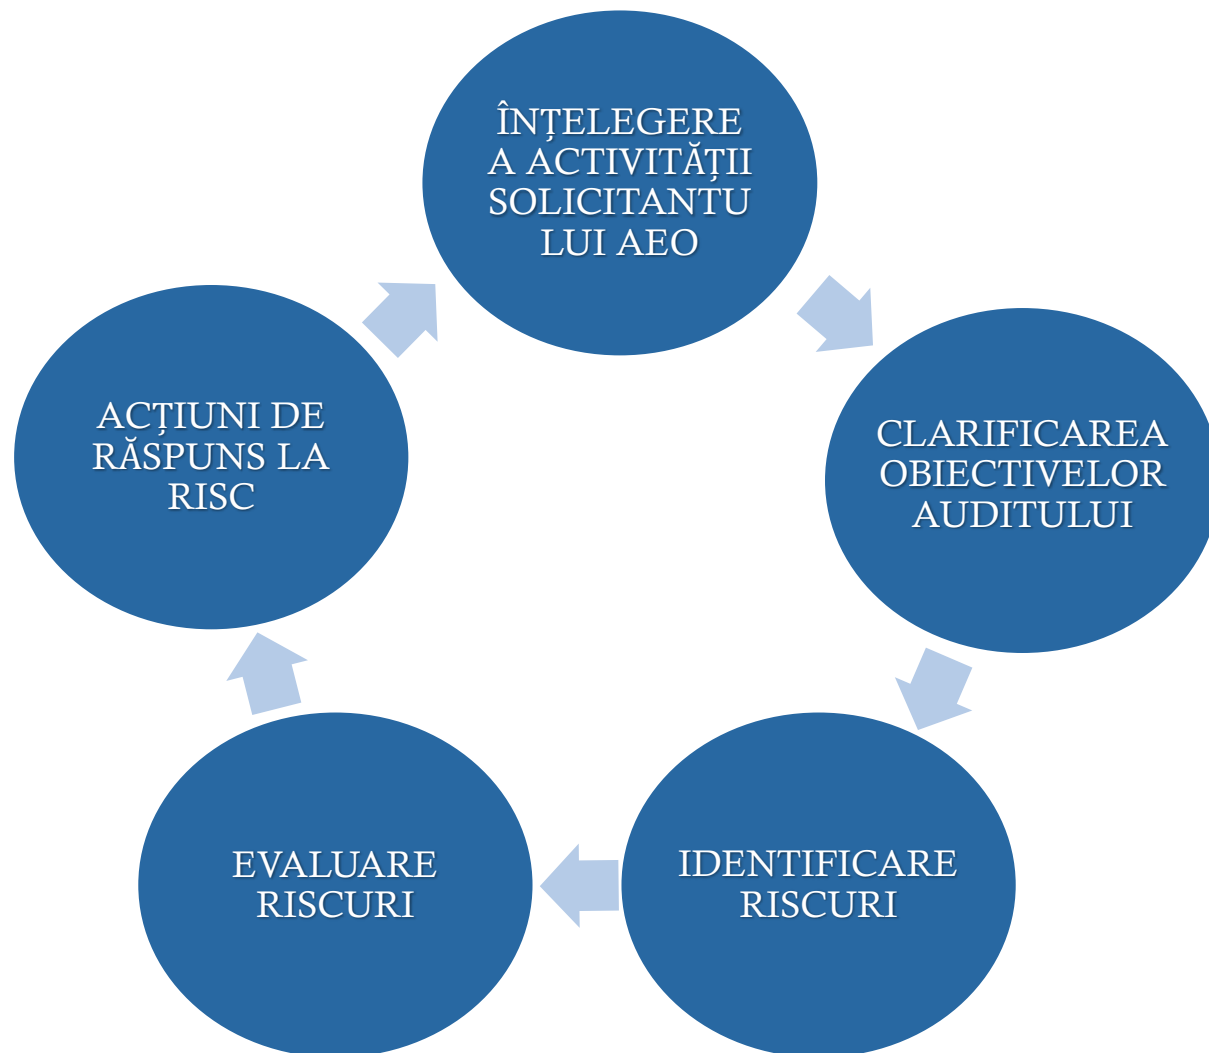 ÎNȚELEGERE
A ACTIVITĂȚII
SOLICITANTU
LUI AEO
CLARIFICAREA
OBIECTIVELOR
AUDITULUI
IDENTIFICARE
RISCURI
EVALUARE
RISCURI
ACȚIUNI DE
RĂSPUNS LA
RISC